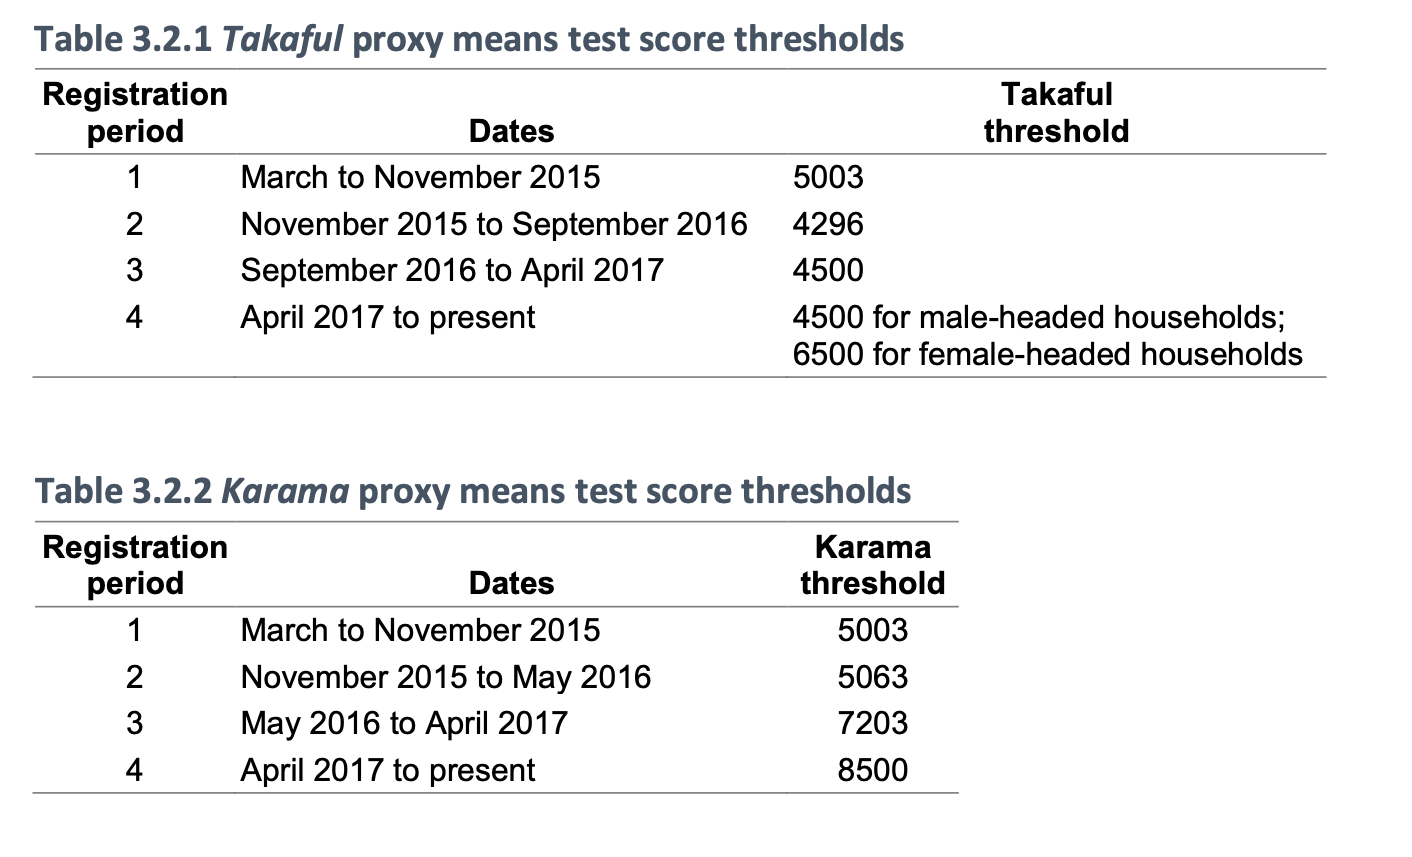 Table 3.2.1 Takaful proxy means test score thresholds
Registration period Dates Takaful threshold
1 March to November 2015 5003
2 November 2015 to September 2016 4296
3 September 2016 to April 2017 4500
4 April 2017 to present 4500 for male-headed households;
6500 for female-headed households
Table 3.2.2 Karama proxy means test score thresholds
Registration period Dates Karama threshold
1 March to November 2015 5003
2 November 2015 to May 2016 5063
3 May 2016 to April 2017 7203
4 April 2017 to present 8500